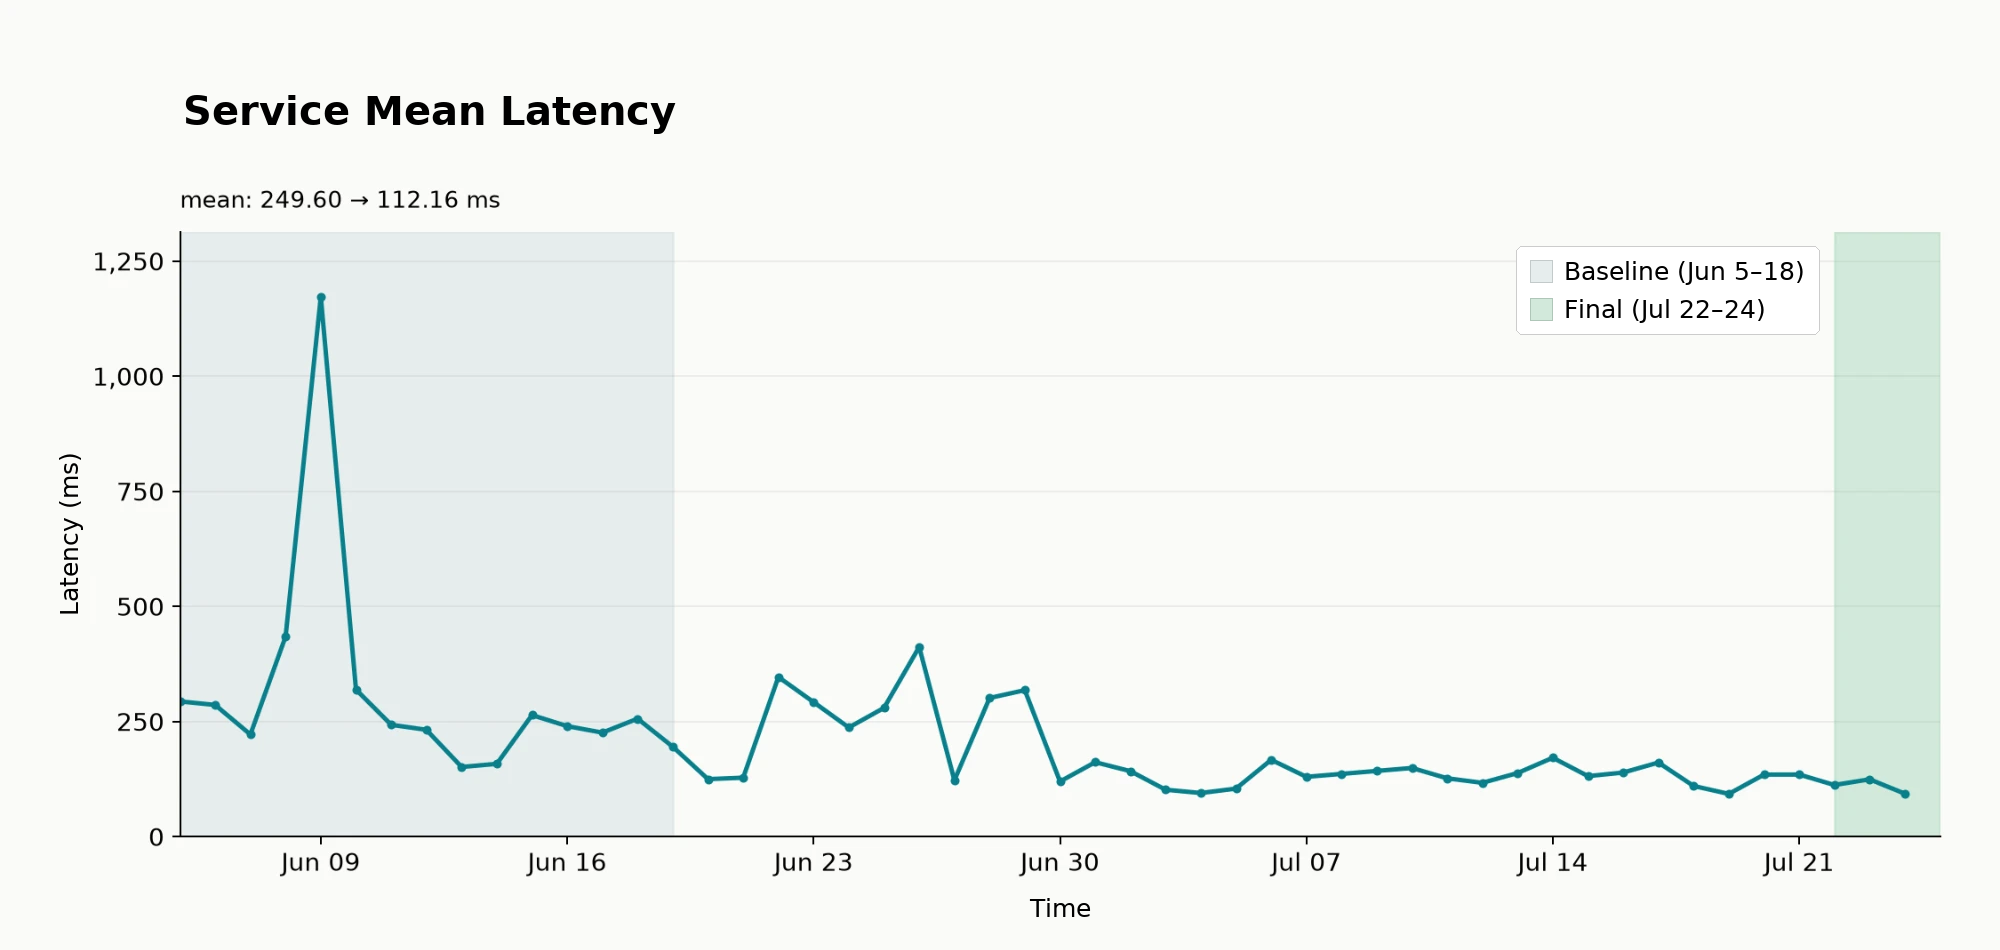 Service Mean Latency
mean: 249.60 → 112.16 ms
1,250
1,000
750
500
250
0
Latency (ms)
Baseline (Jun 5–18)
Final (Jul 22–24)
Jun 09
Jun 16
Jun 23
Jun 30
Jul 07
Jul 14
Jul 21
Time